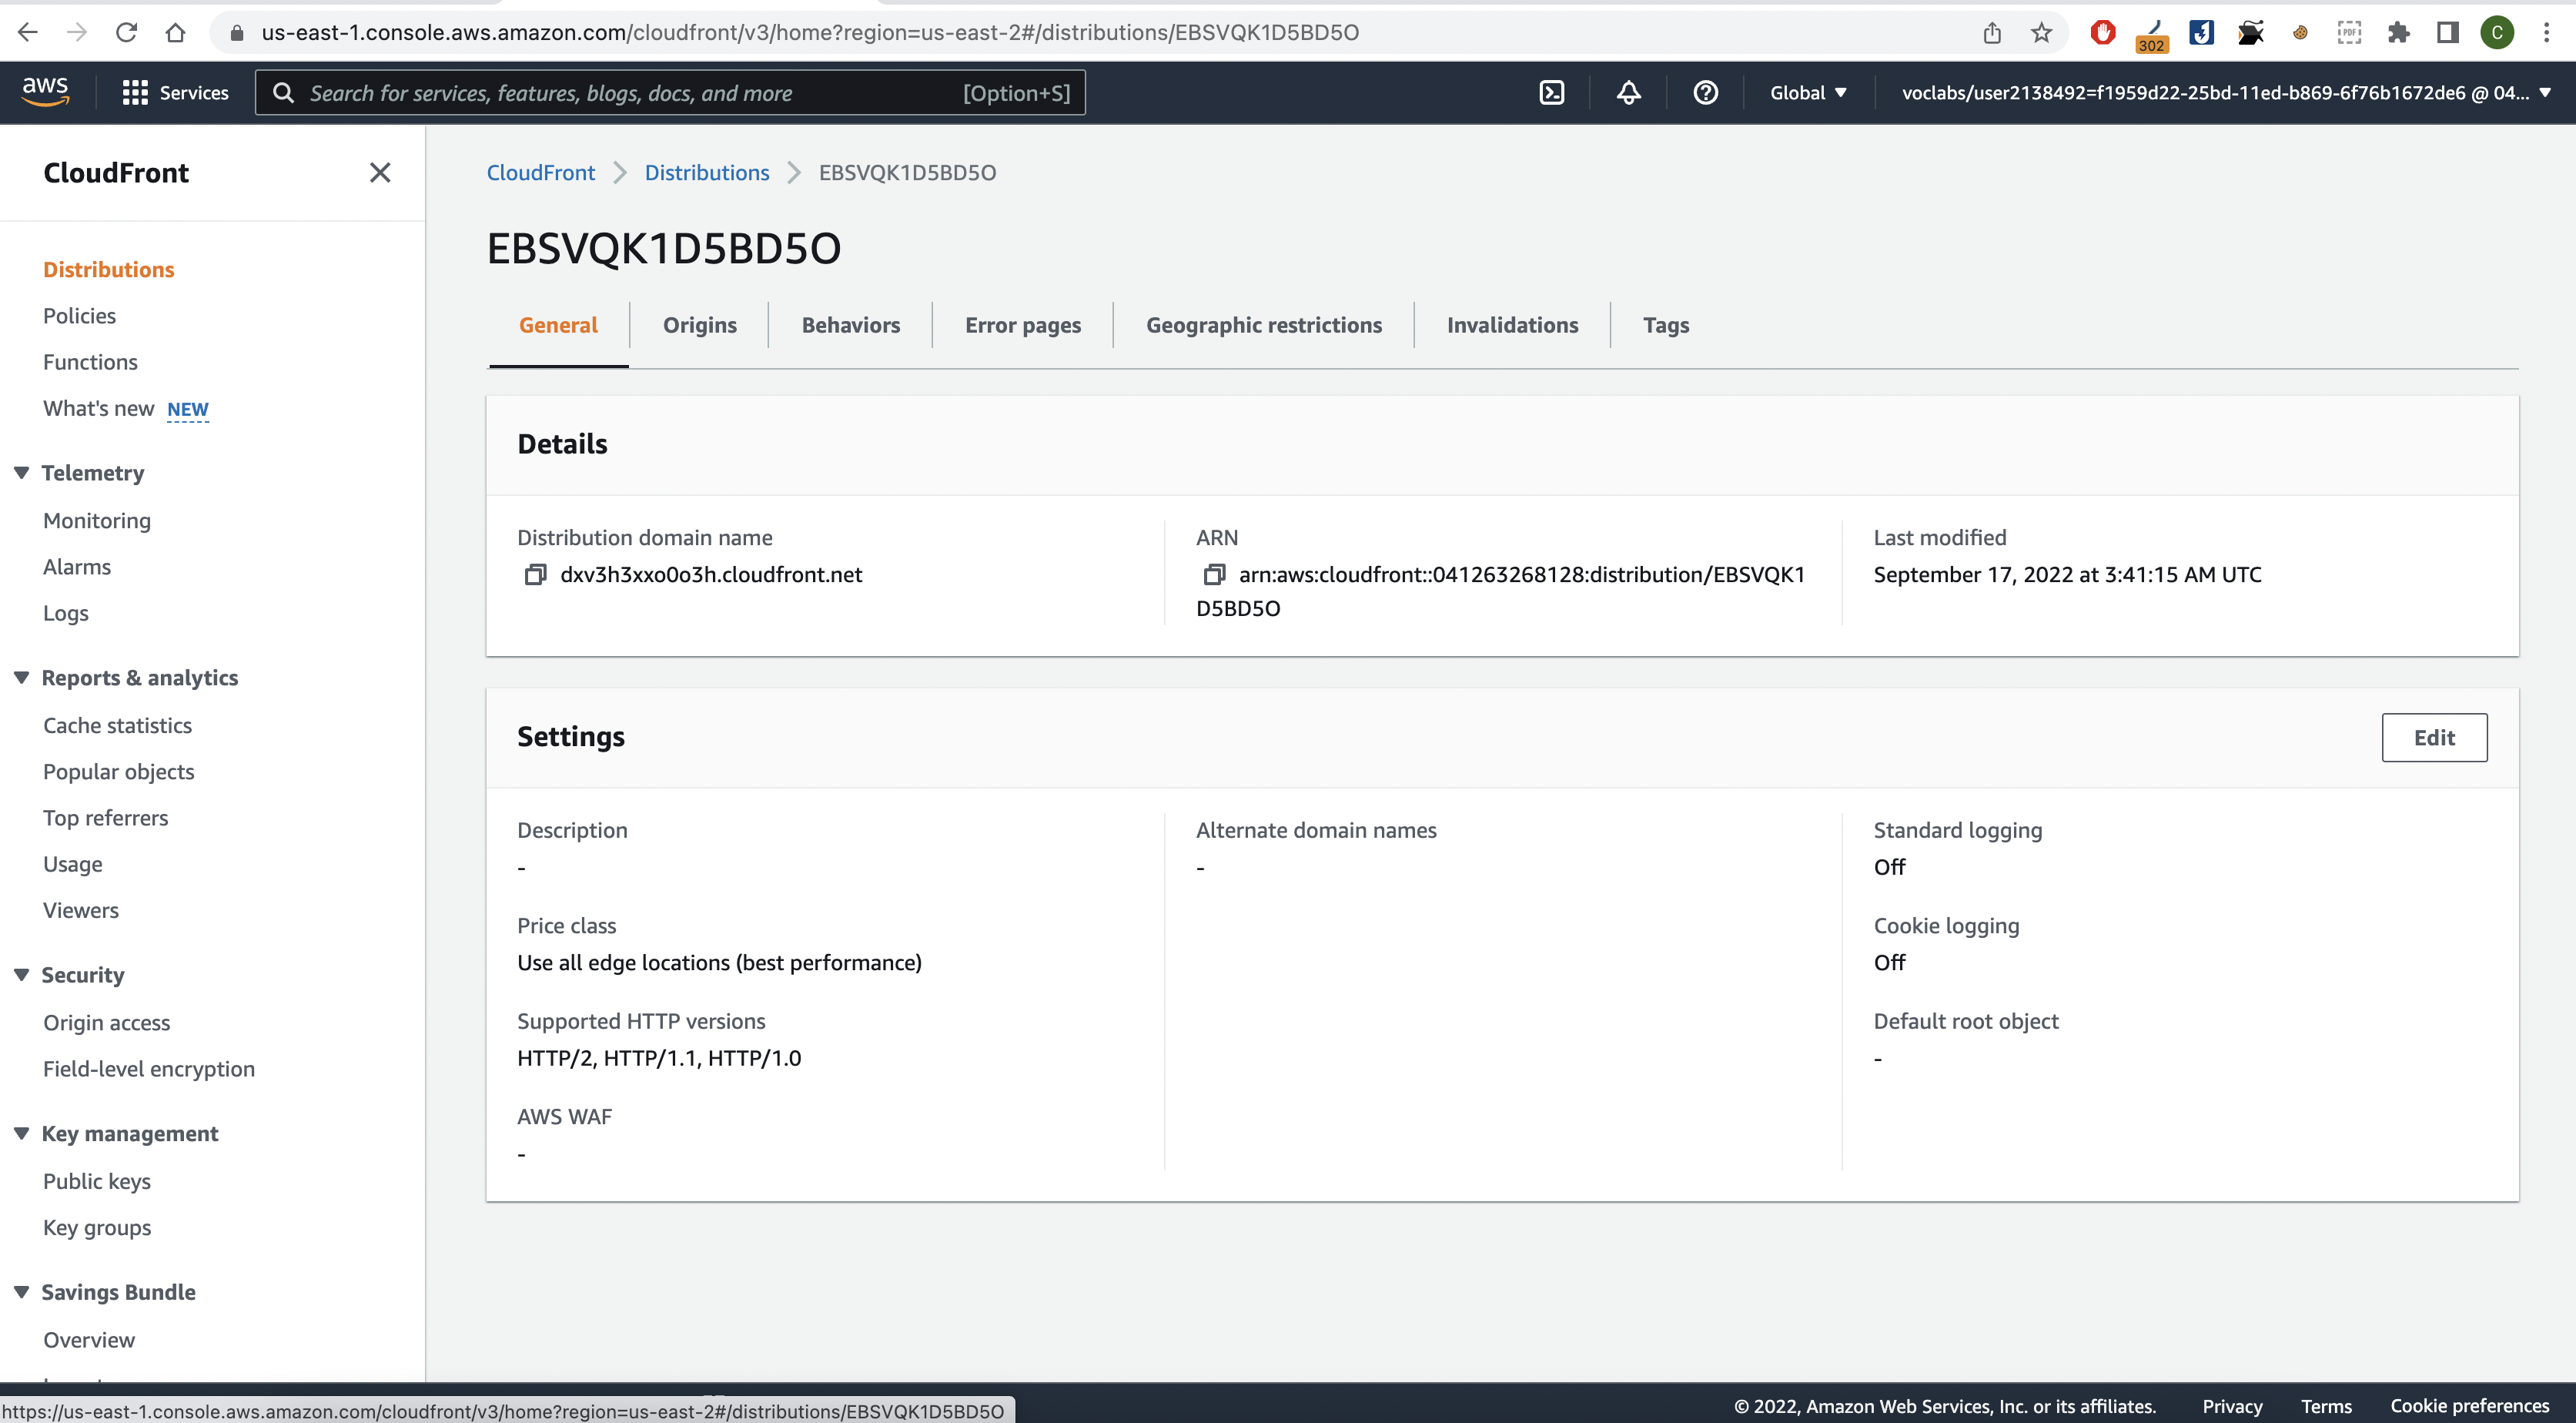 us-east-1.console.aws.amazon.com/cloudfront/v3/home?region=us-east-2#/distributions/EBSVQK1D5BD5O
302
PDF
C
aws
Services
Search for services, features, blogs, docs, and more
[Option+S]
Global
voclabs/user2138492=f1959d22-25bd-11ed-b869-6f76b1672de6 @ 04...
CloudFront
Distributions
Policies
Functions
What's new NEW
Telemetry
Monitoring
Alarms
Logs
Reports & analytics
Cache statistics
Popular objects
Top referrers
Usage
Viewers
Security
Origin access
Field-level encryption
Key management
Public keys
Key groups
Savings Bundle
Overview
CloudFront
Distributions
EBSVQK1D5BD5O
EBSVQK1D5BD5O
General
Origins
Behaviors
Error pages
Geographic restrictions
Invalidations
Tags
Details
Distribution domain name
dxv3h3xxo0o3h.cloudfront.net
ARN
arn:aws:cloudfront::041263268128:distribution/EBSVQK1
D5BD5O
Last modified
September 17, 2022 at 3:41:15 AM UTC
Settings
Edit
Description
-
Price class
Use all edge locations (best performance)
Supported HTTP versions
HTTP/2, HTTP/1.1, HTTP/1.0
AWS WAF
-
Alternate domain names
-
Standard logging
Off
Cookie logging
Off
Default root object
-
https://us-east-1.console.aws.amazon.com/cloudfront/v3/home?region=us-east-2#/distributions/EBSVQK1D5BD5O
© 2022, Amazon Web Services, Inc. or its affiliates.
Privacy
Terms
Cookie preferences